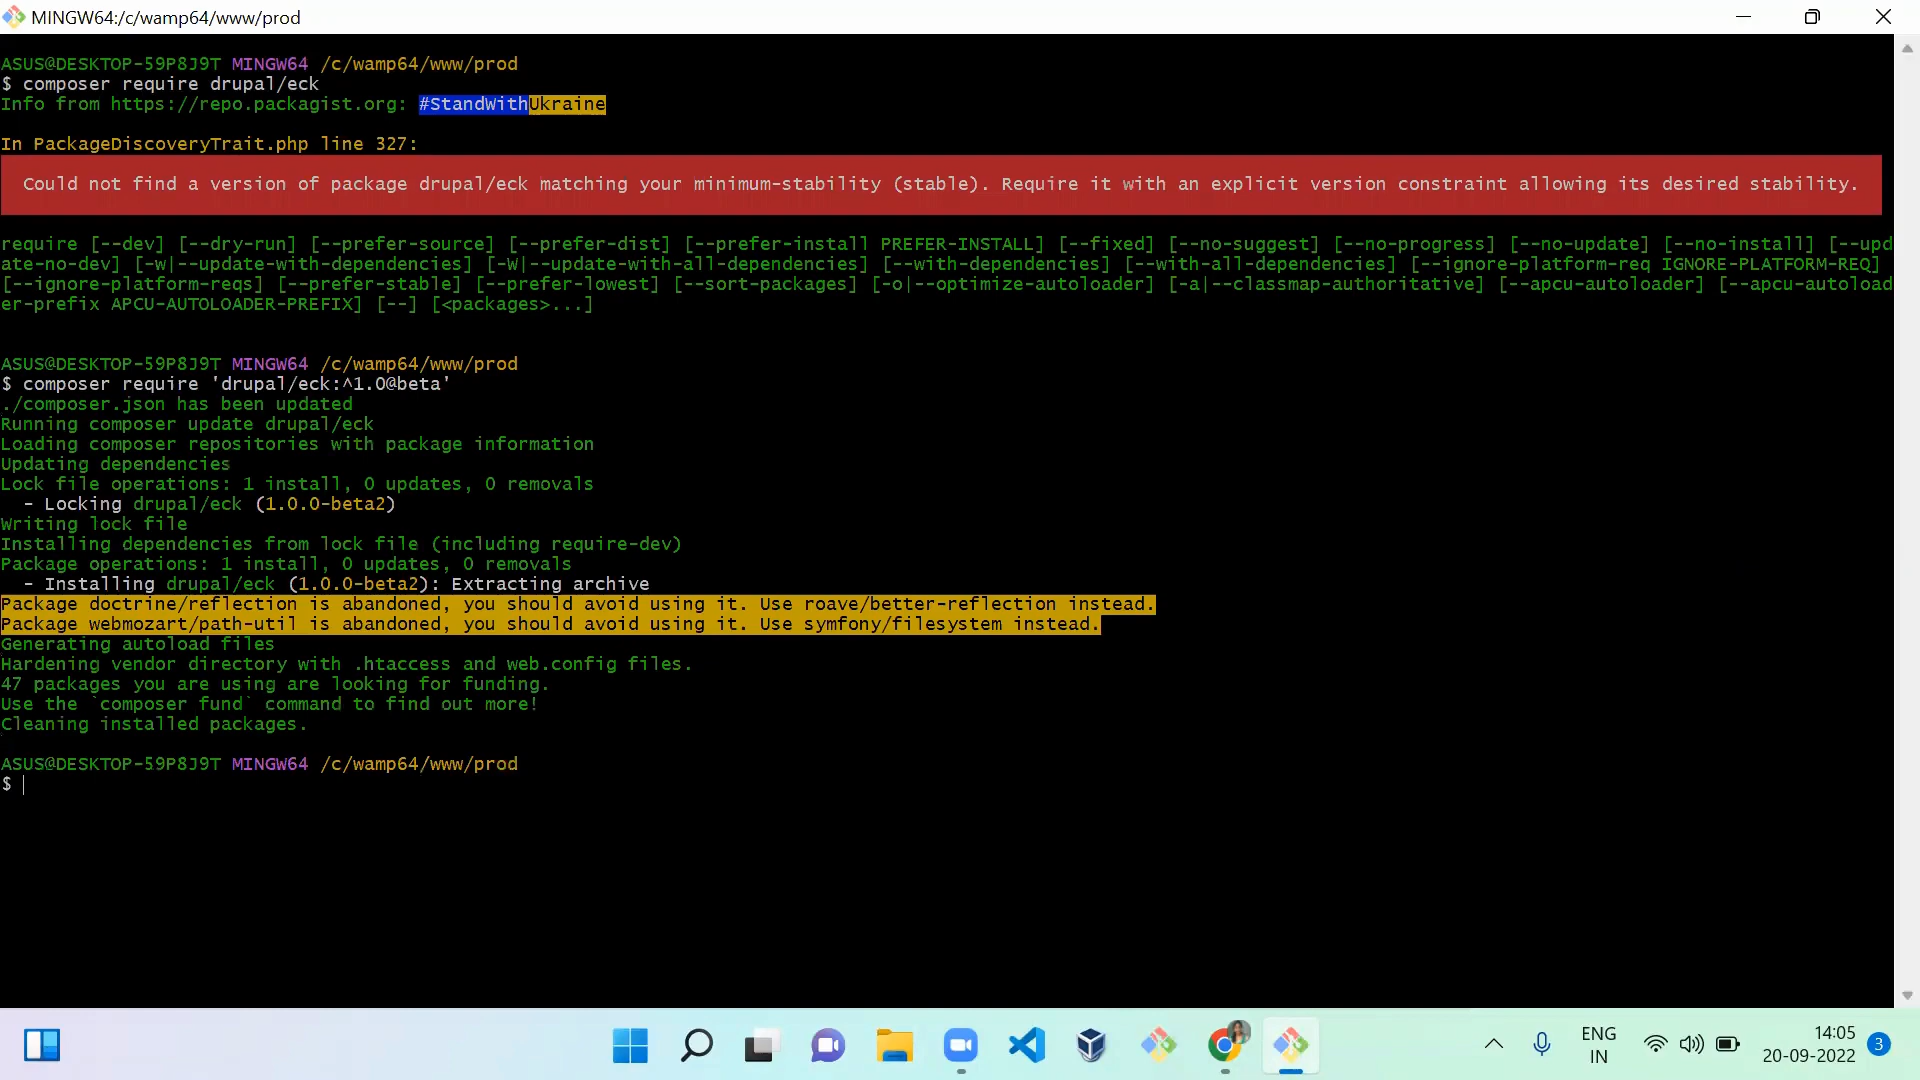 MINGW64:/c/wamp64/www/prod
ASUS@DESKTOP-59P8J9T MINGW64 /c/wamp64/www/prod
$ composer require drupal/eck
Info from https://repo.packagist.org: #StandWithUkraine
In PackageDiscoveryTrait.php line 327:
Could not find a version of package drupal/eck matching your minimum-stability (stable). Require it with an explicit version constraint allowing its desired stability.
require [--dev] [--dry-run] [--prefer-source] [--prefer-dist] [--prefer-install PREFER-INSTALL] [--fixed] [--no-suggest] [--no-progress] [--no-update] [--no-install] [--upd
ate-no-dev] [-w|--update-with-dependencies] [-W|--update-with-all-dependencies] [--with-dependencies] [--with-all-dependencies] [--ignore-platform-req IGNORE-PLATFORM-REQ]
[--ignore-platform-reqs] [--prefer-stable] [--prefer-lowest] [--sort-packages] [-o|--optimize-autoloader] [-a|--classmap-authoritative] [--apcu-autoloader] [--apcu-autoload
er-prefix APCU-AUTOLOADER-PREFIX] [--] [<packages>...]
ASUS@DESKTOP-59P8J9T MINGW64 /c/wamp64/www/prod
$ composer require 'drupal/eck:^1.0@beta'
./composer.json has been updated
Running composer update drupal/eck
Loading composer repositories with package information
Updating dependencies
Lock file operations: 1 install, 0 updates, 0 removals
- Locking drupal/eck (1.0.0-beta2)
Writing lock file
Installing dependencies from lock file (including require-dev)
Package operations: 1 install, 0 updates, 0 removals
- Installing drupal/eck (1.0.0-beta2): Extracting archive
Package doctrine/reflection is abandoned, you should avoid using it. Use roave/better-reflection instead.
Package webmozart/path-util is abandoned, you should avoid using it. Use symfony/filesystem instead.
Generating autoload files
Hardening vendor directory with .htaccess and web.config files.
47 packages you are using are looking for funding.
Use the `composer fund` command to find out more!
Cleaning installed packages.
ASUS@DESKTOP-59P8J9T MINGW64 /c/wamp64/www/prod
$
ENG
IN
14:05
20-09-2022
3